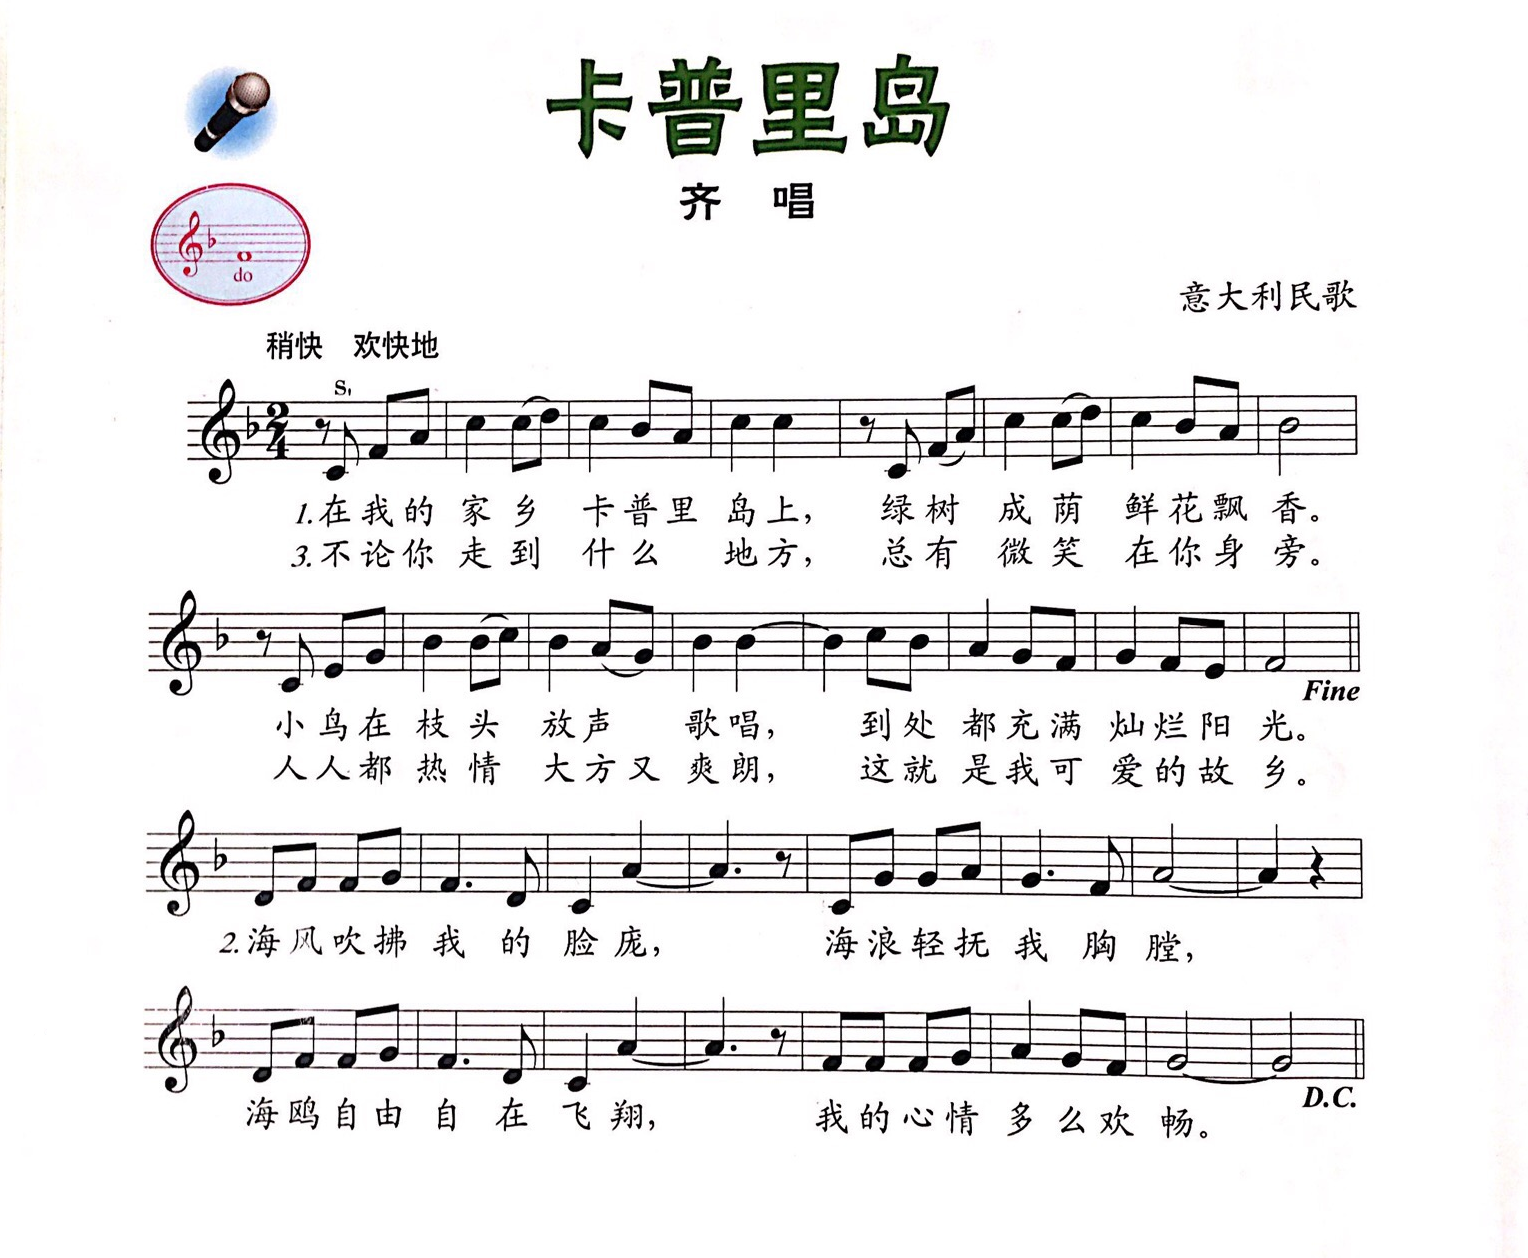 卡普里岛
齐 唱
do
意大利民歌
稍快 欢快地
S,
2
4
1.在我的 家乡 卡普里 岛上, 绿树 成荫 鲜花飘 香。
3.不论你 走到 什么 地方, 总有 微笑 在你身 旁。
Fine
小鸟在 枝头 放声 歌唱, 到处 都充满 灿烂阳 光。
人人都 热情 大方又 爽朗, 这就 是我可 爱的故 乡。
2.海风吹拂 我 的 脸庞, 海浪轻抚 我 胸 膛,
海鸥自由 自 在 飞翔, 我的心情 多么欢 畅。
D.C.